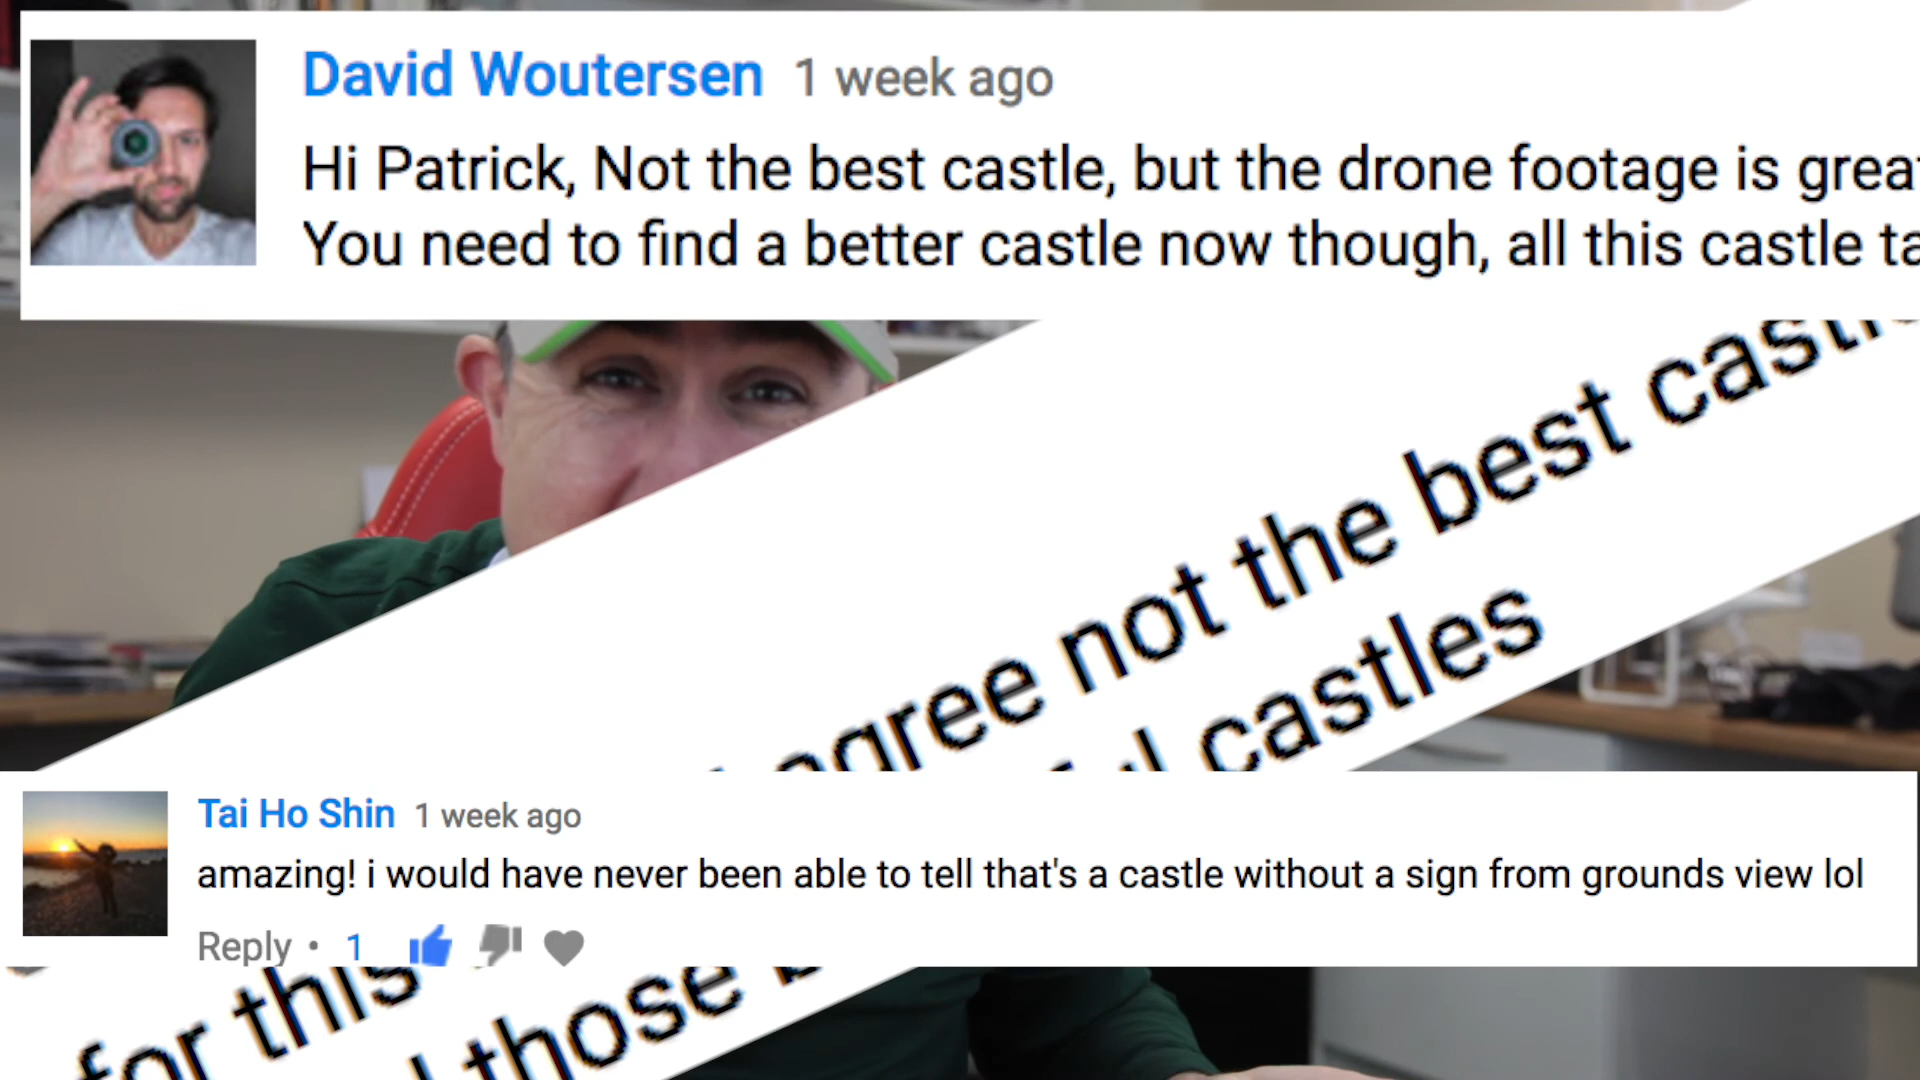 David Woutersen 1 week ago
Hi Patrick, Not the best castle, but the drone footage is great
You need to find a better castle now though, all this castle
agree not the best castle
castles
Tai Ho Shin 1 week ago
amazing! i would have never been able to tell that's a castle without a sign from grounds view lol
Reply • 1
for this
those